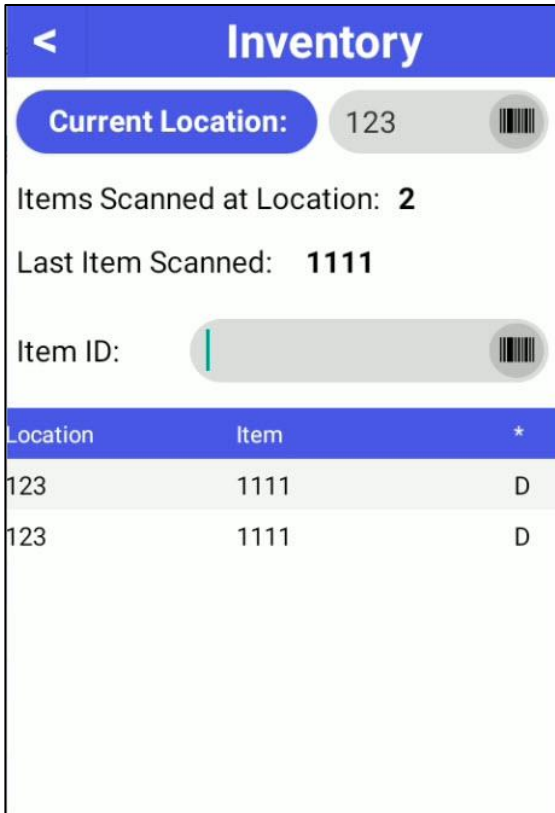 < Inventory
Current Location: 123
Items Scanned at Location: 2
Last Item Scanned: 1111
Item ID:
Location Item *
123 1111 D
123 1111 D